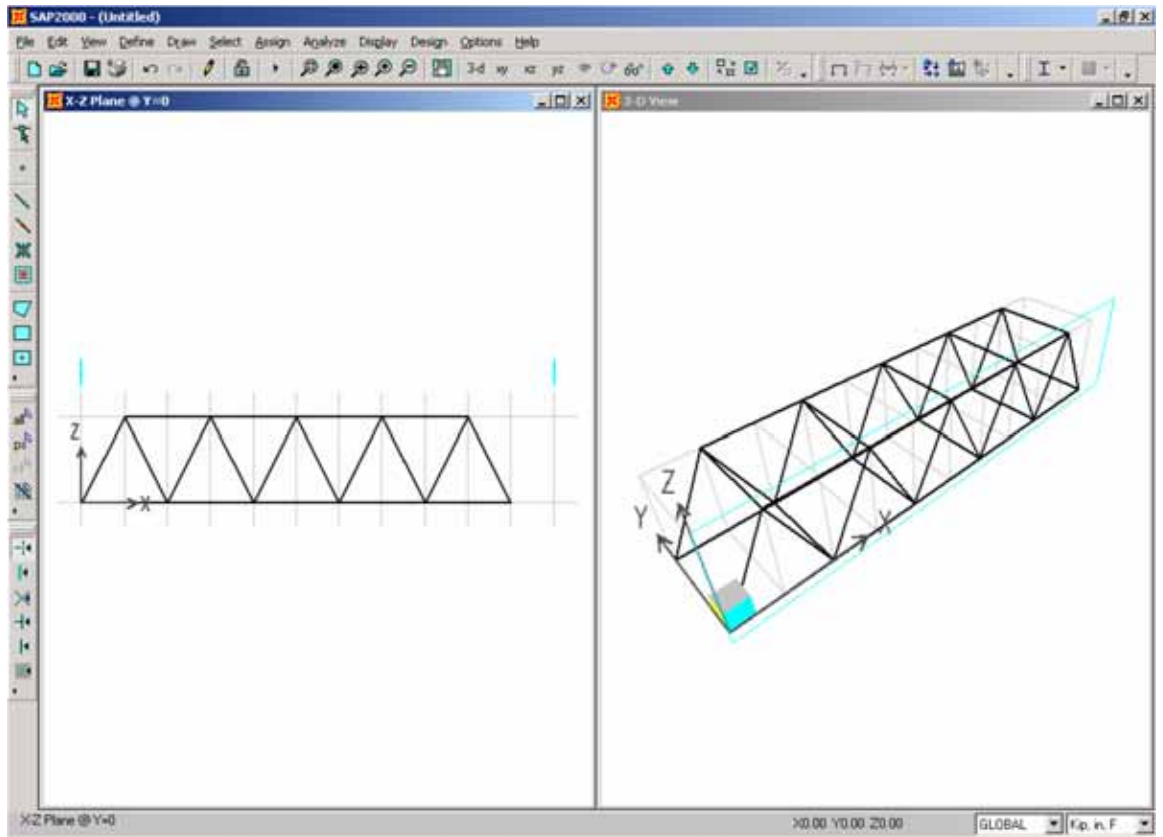 SAP2000 - (Untitled)
File Edit View Define Draw Select Assign Analyze Display Design Options Help
3-d xy xz yz
X-Z Plane @ Y=0
3-D View
Z
X
Z
Y
X
X-Z Plane @ Y=0
X0.00 Y0.00 Z0.00
GLOBAL
Kip, in, F